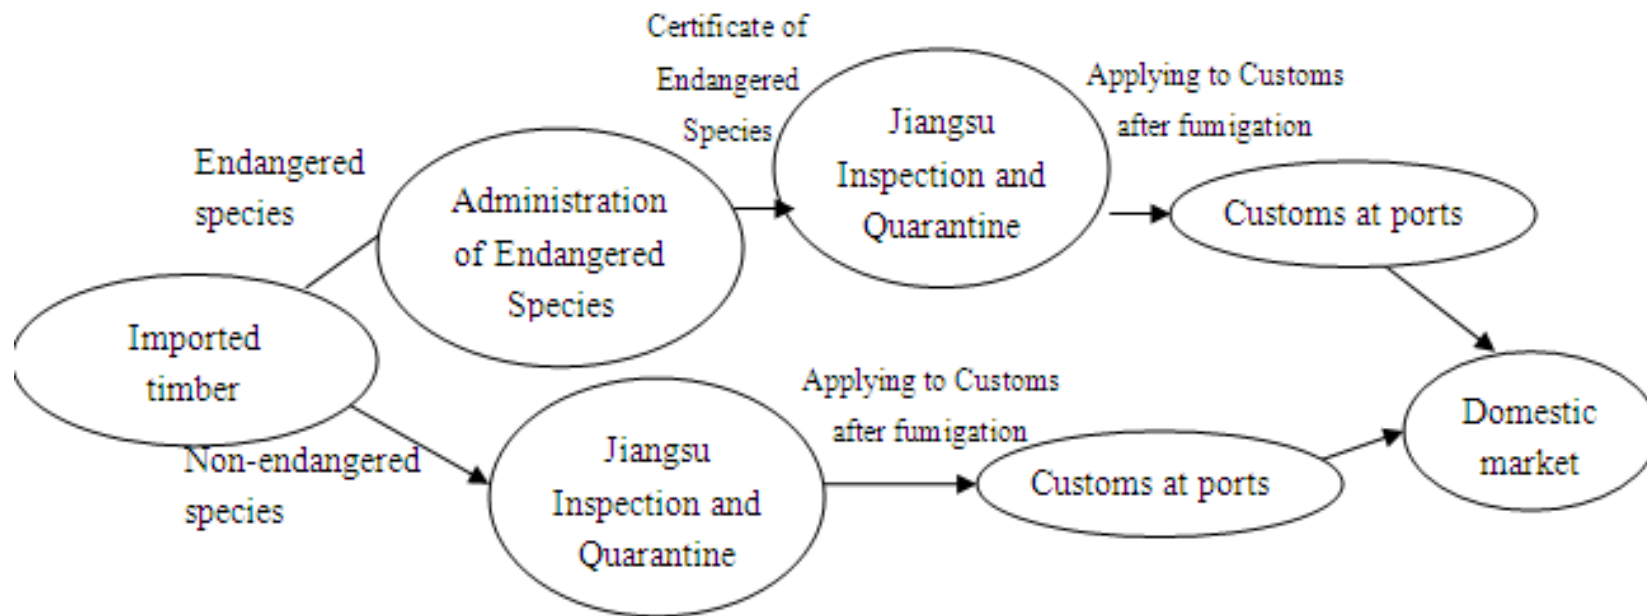 Certificate of
Endangered
Species
Applying to Customs
after fumigation
Jiangsu
Inspection and
Quarantine
Endangered
species
Administration
of Endangered
Species
Customs at ports
Imported
timber
Non-endangered
species
Jiangsu
Inspection and
Quarantine
Applying to Customs
after fumigation
Customs at ports
Domestic
market